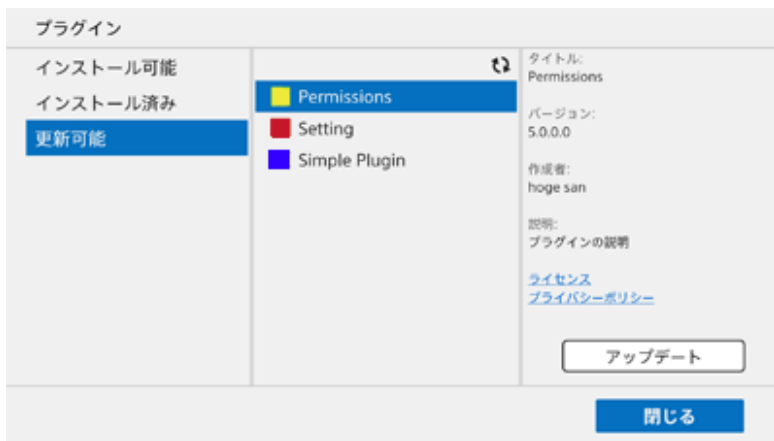 プラグイン
インストール可能
インストール済み
更新可能
Permissions
Setting
Simple Plugin
タイトル:
Permissions
バージョン:
5.0.0.0
作成者:
hoge san
説明:
プラグインの説明
ライセンス
プライバシーポリシー
アップデート
閉じる